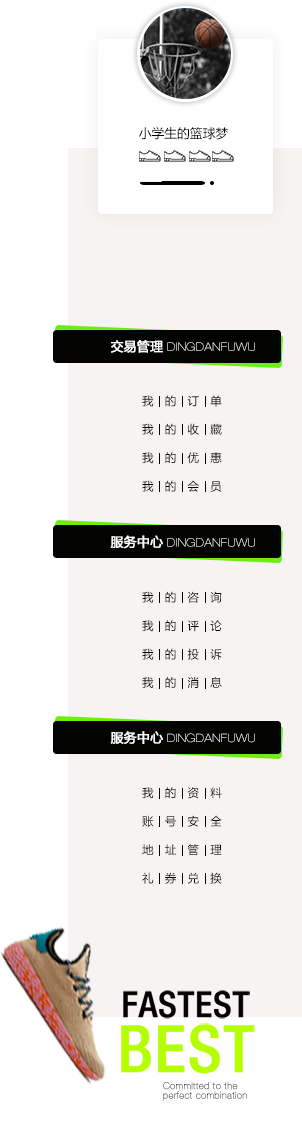 小学生的篮球梦
交易管理 DINGDANFUWU
我|的|订|单
我|的|收|藏
我|的|优|惠
我|的|会|员
服务中心 DINGDANFUWU
我|的|咨|询
我|的|评|论
我|的|投|诉
我|的|消|息
服务中心 DINGDANFUWU
我|的|资|料
账|号|安|全
地|址|管|理
礼|券|兑|换
FASTEST
BEST
Committed to the
perfect combination